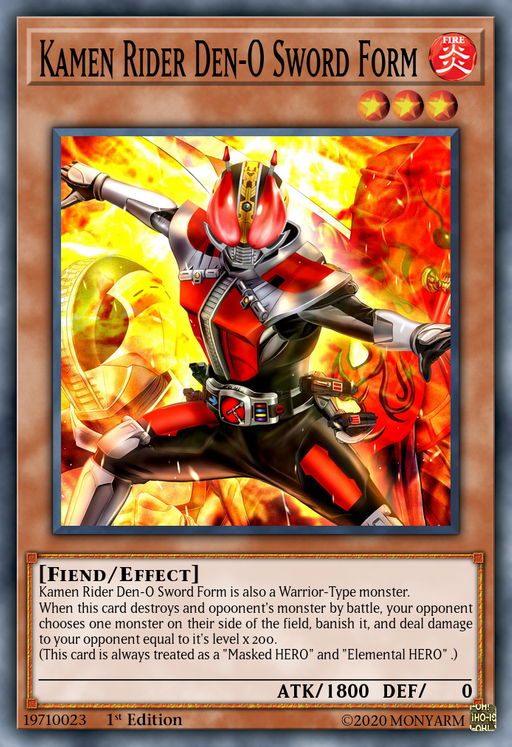 Kamen Rider Den-O Sword Form
FIRE
炎
[Fiend/Effect]
Kamen Rider Den-O Sword Form is also a Warrior-Type monster.
When this card destroys and opoonent's monster by battle, your opponent
chooses one monster on their side of the field, banish it, and deal damage
to your opponent equal to it's level x 200.
(This card is always treated as a "Masked HERO" and "Elemental HERO" .)
ATK/1800 DEF/ 0
19710023 1st Edition ©2020 MONYARM